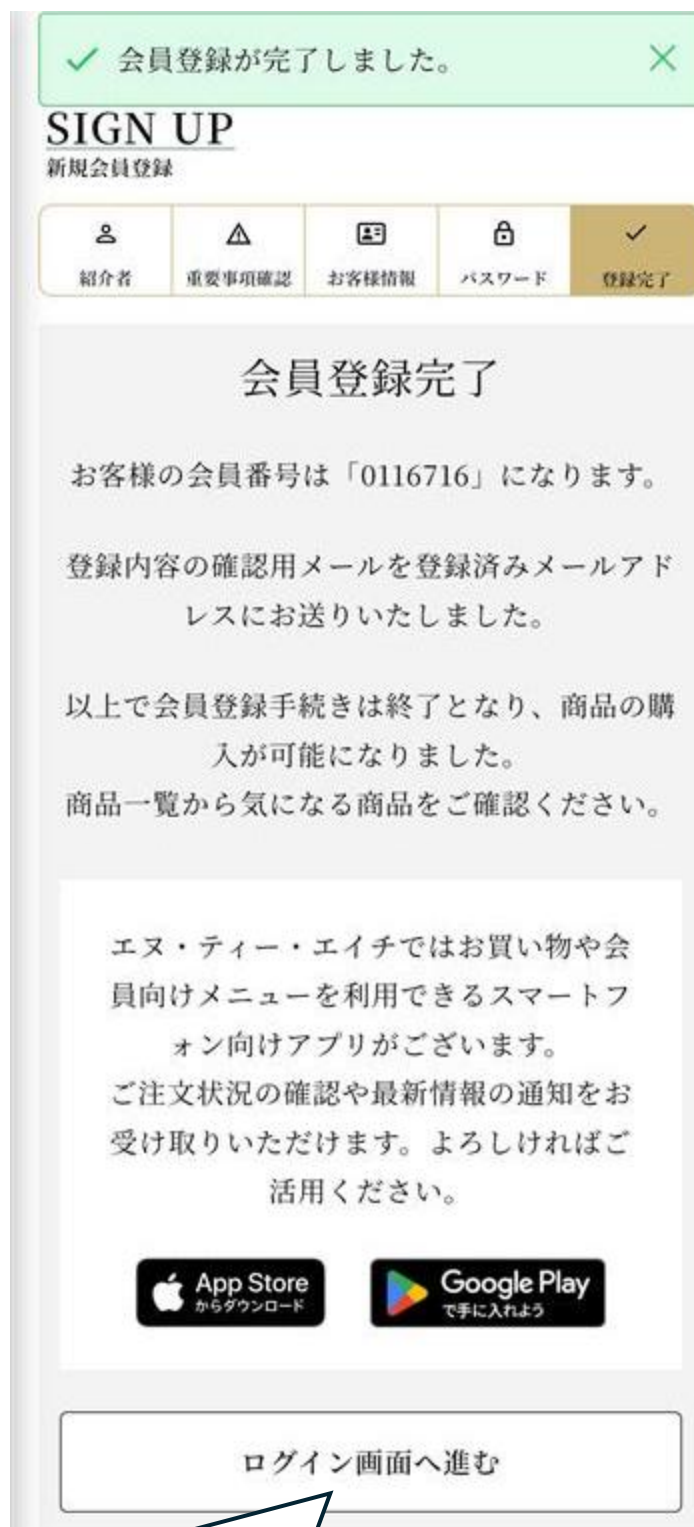 会員登録が完了しました。
SIGN UP
新規会員登録
紹介者
重要事項確認
お客様情報
パスワード
登録完了
会員登録完了
お客様の会員番号は「0116716」になります。
登録内容の確認用メールを登録済みメールアド
レスにお送りいたしました。
以上で会員登録手続きは終了となり、商品の購
入が可能になりました。
商品一覧から気になる商品をご確認ください。
エヌ・ティー・エイチではお買い物や会
員向けメニューを利用できるスマートフ
ォン向けアプリがございます。
ご注文状況の確認や最新情報の通知をお
受け取りいただけます。よろしければご
活用ください。
App Store
からダウンロード
Google Play
で手に入れよう
ログイン画面へ進む